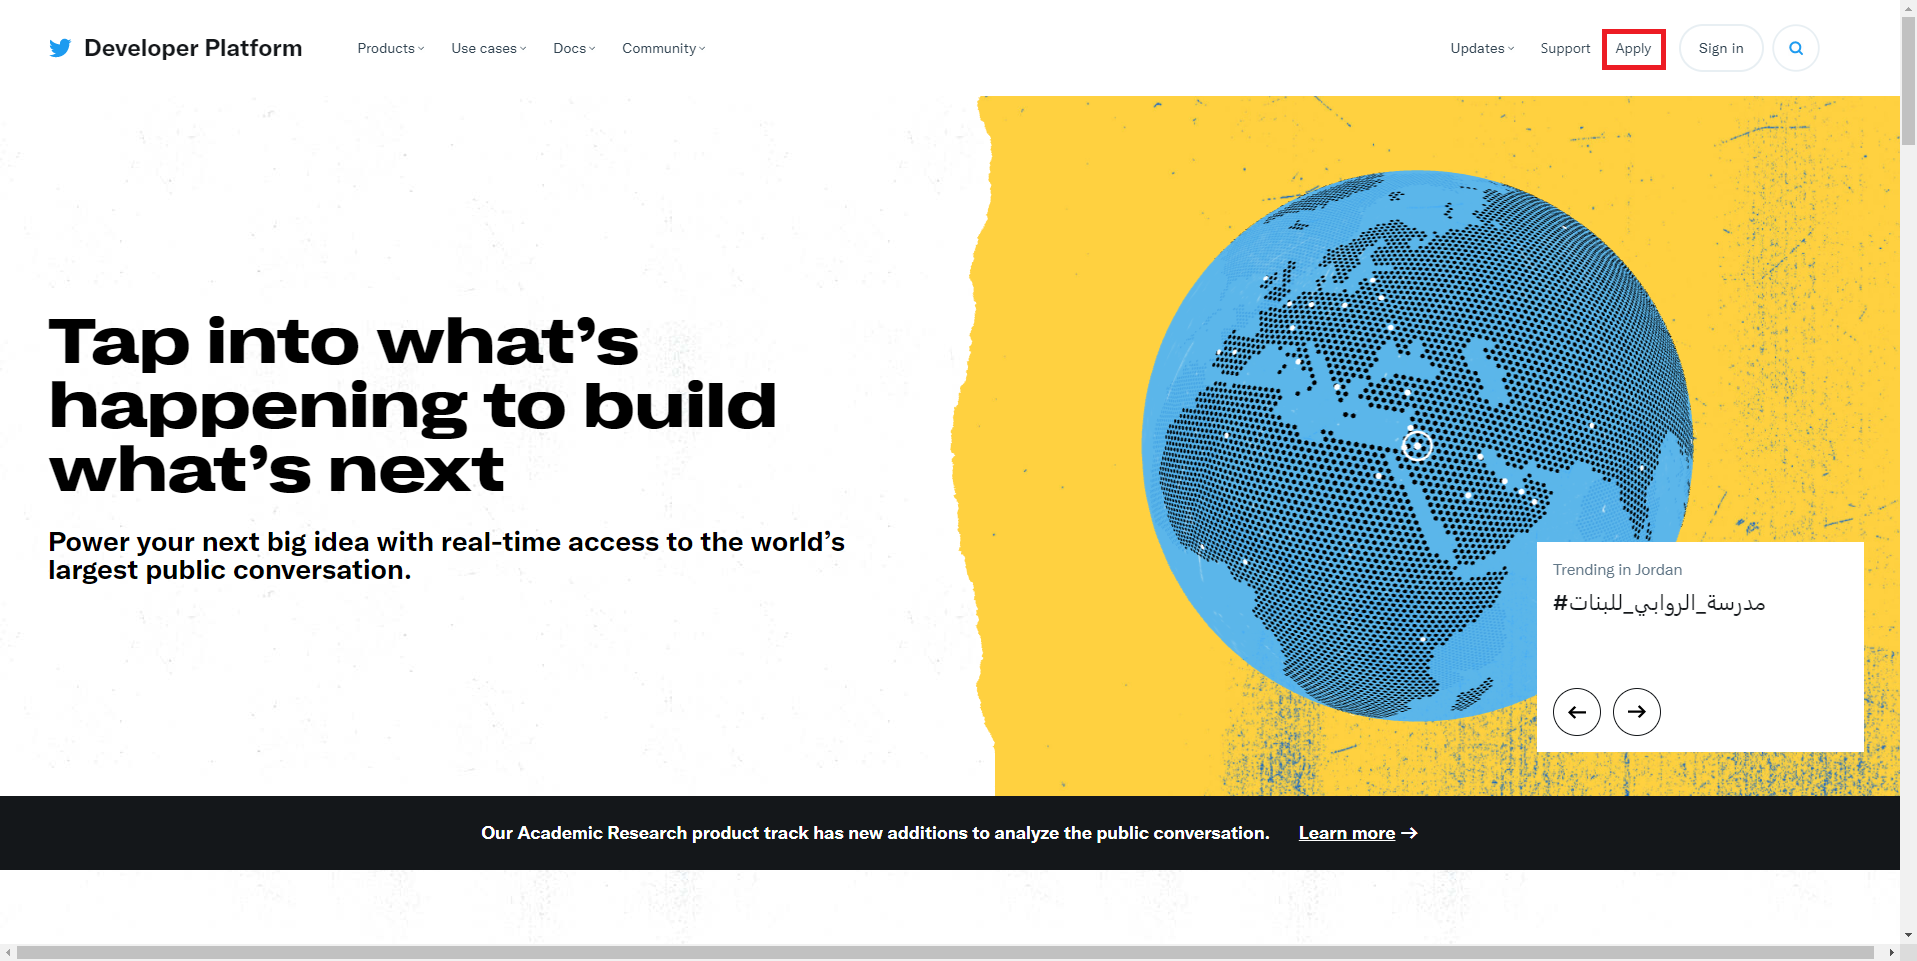 Developer Platform
Products
Use cases
Docs
Community
Updates
Support
Apply
Sign in
Tap into what’s
happening to build
what’s next
Power your next big idea with real-time access to the world’s
largest public conversation.
Trending in Jordan
#مدرسة_الروابي_للبنات
Our Academic Research product track has new additions to analyze the public conversation. Learn more →